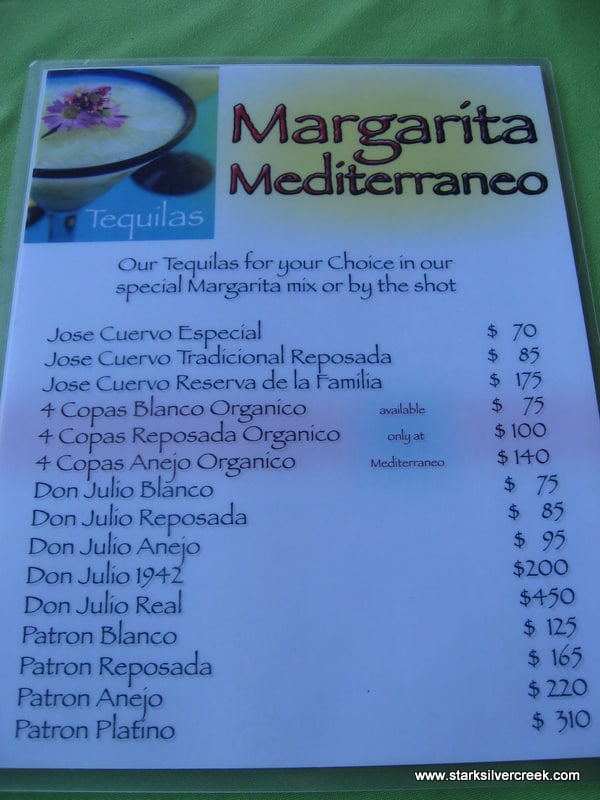 Margarita
Mediterraneo
Tequilas
Our Tequilas for your Choice in our
special Margarita mix or by the shot
Jose Cuervo Especial $ 70
Jose Cuervo Tradicional Reposada $ 85
Jose Cuervo Reserva de la Familia $ 175
4 Copas Blanco Organico available $ 75
4 Copas Reposada Organico only at $100
4 Copas Anejo Organico Mediterraneo $140
Don Julio Blanco $ 75
Don Julio Reposada $ 85
Don Julio Anejo $ 95
Don Julio 1942 $200
Don Julio Real $450
Patron Blanco $ 125
Patron Reposada $ 165
Patron Anejo $ 220
Patron Platino $ 310
www.starksilvercreek.com